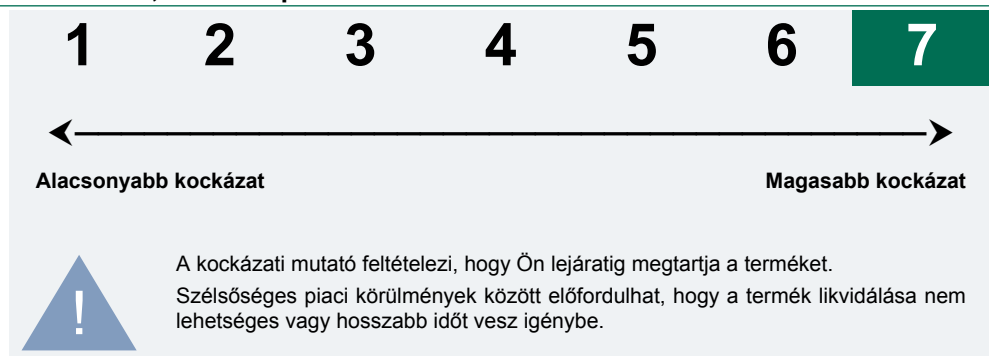 1 2 3 4 5 6 7
Alacsonyabb kockázat Magasabb kockázat
A kockázati mutató feltételezi, hogy Ön lejáratig megtartja a terméket.
Szélsőséges piaci körülmények között előfordulhat, hogy a termék likvidálása nem
lehetséges vagy hosszabb időt vesz igénybe.
!